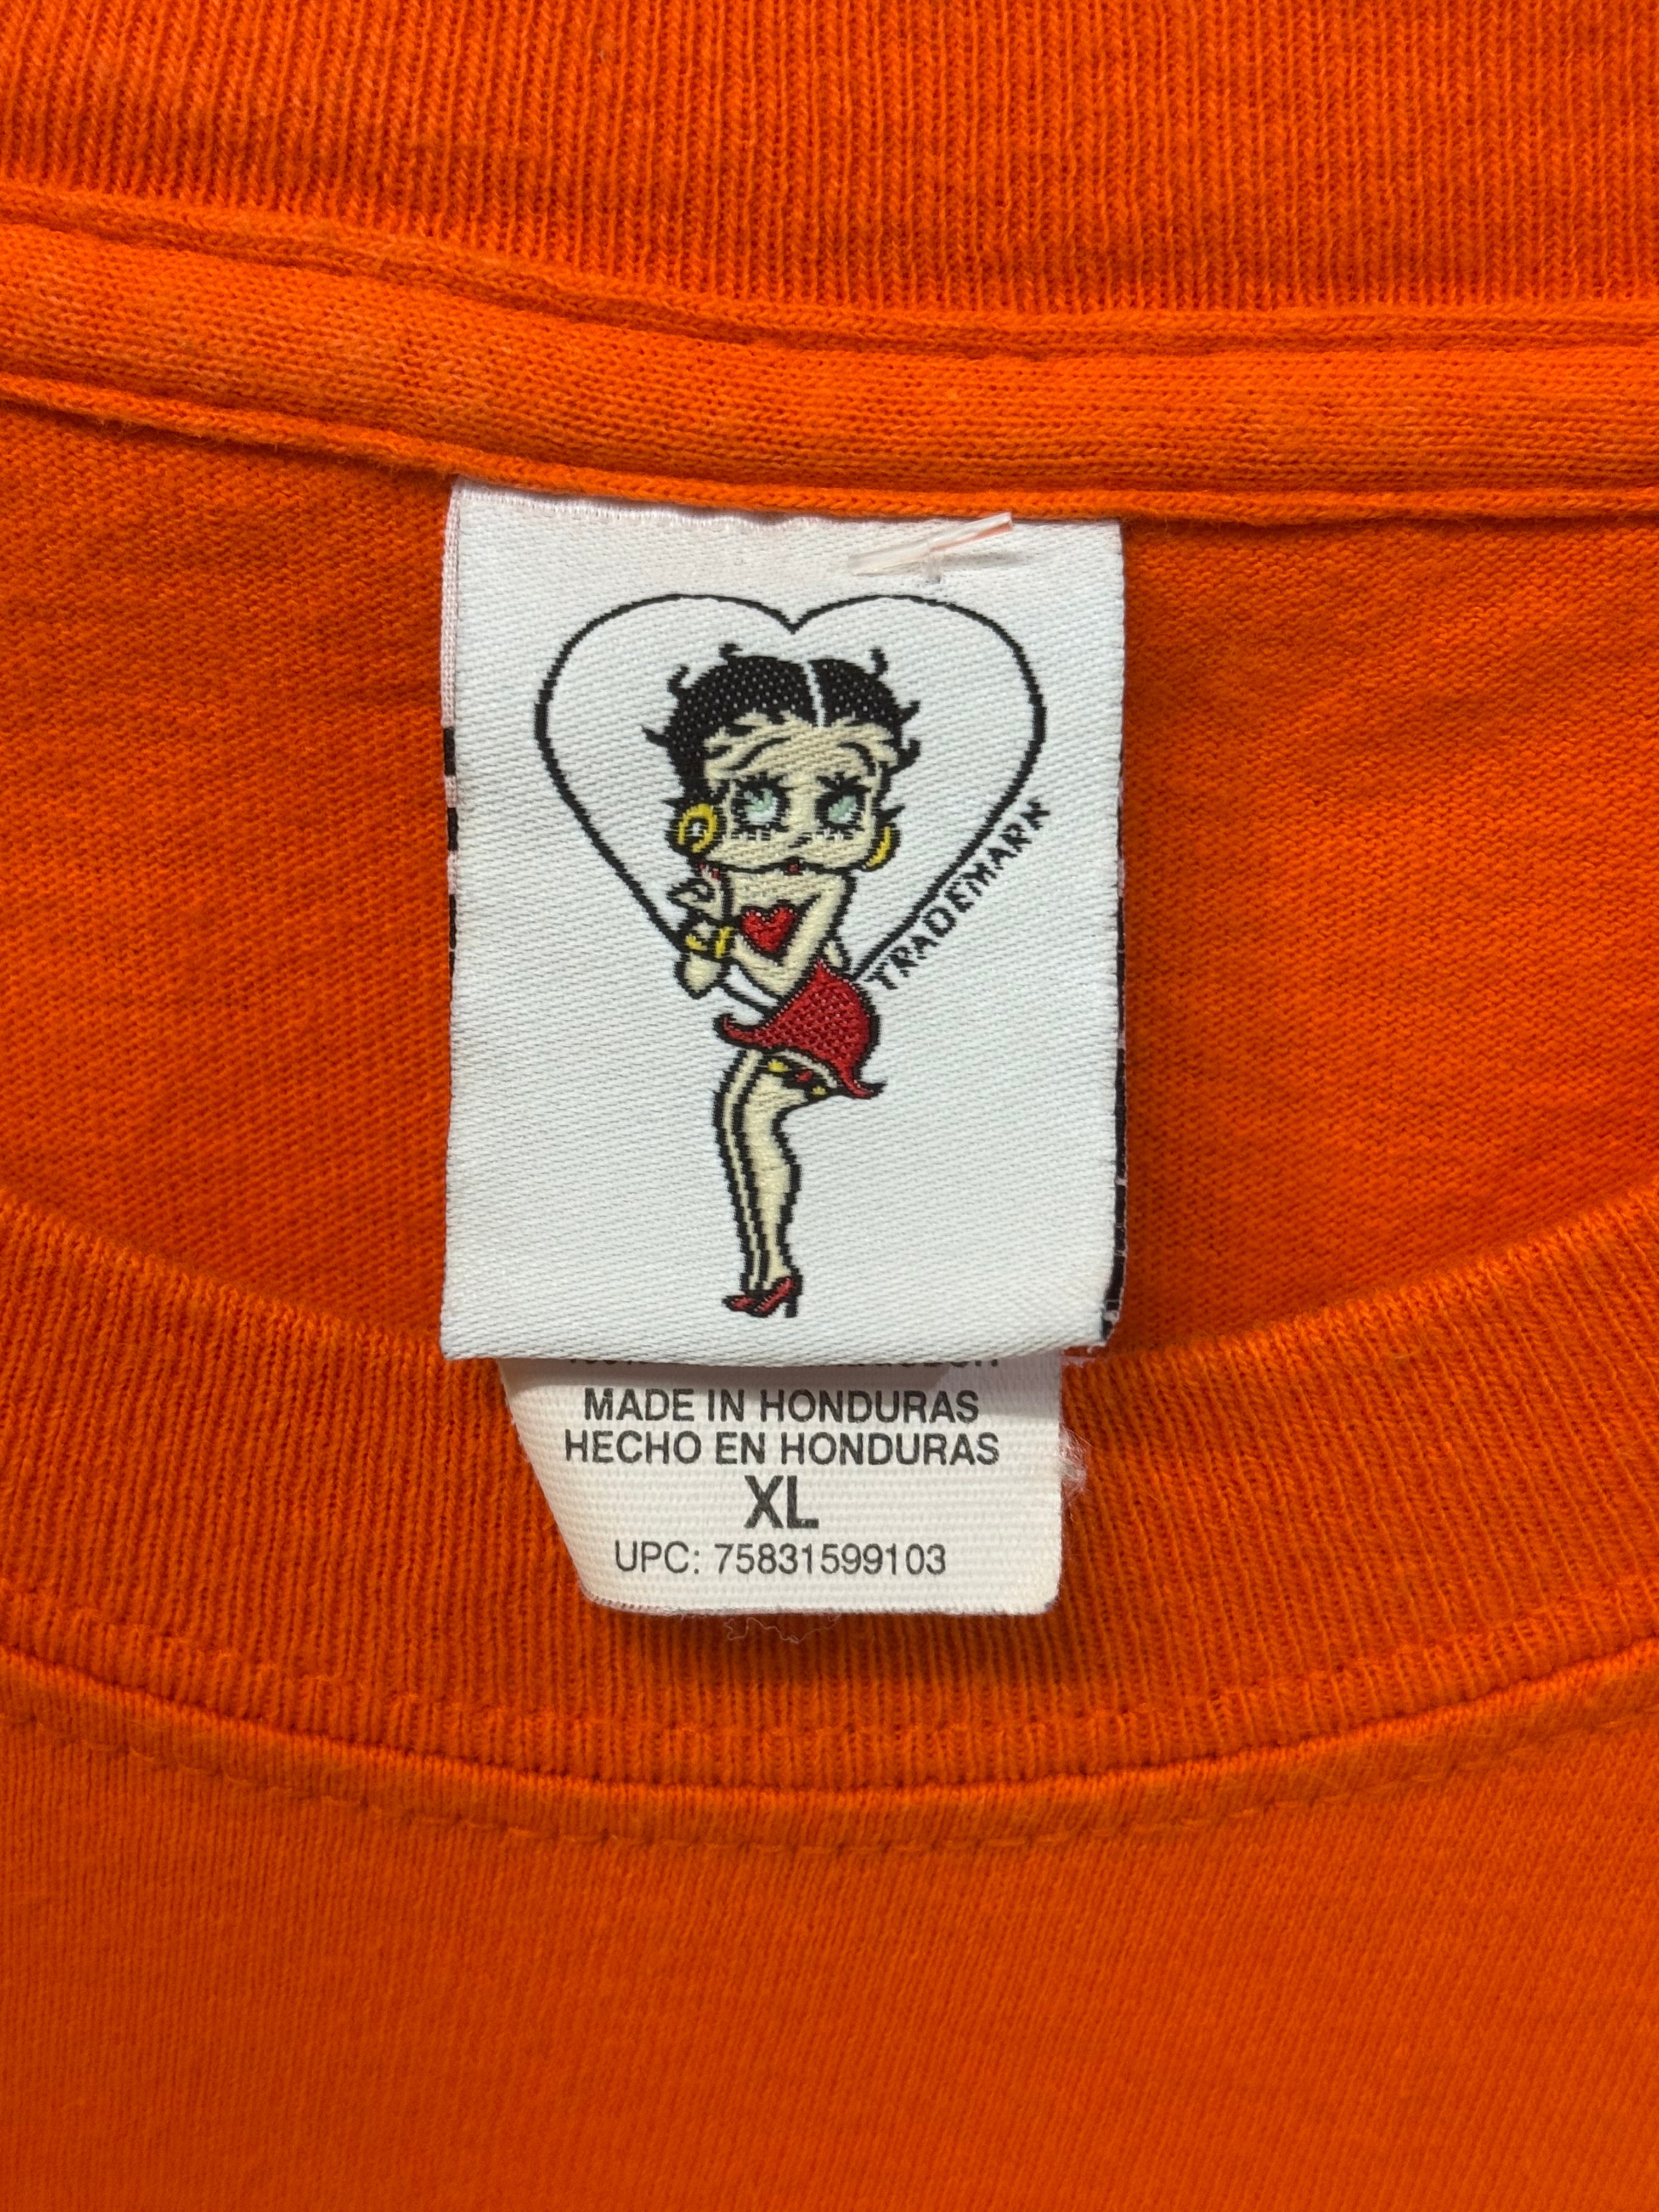 TRADEMARK
MADE IN HONDURAS
HECHO EN HONDURAS
XL
UPC: 75831599103